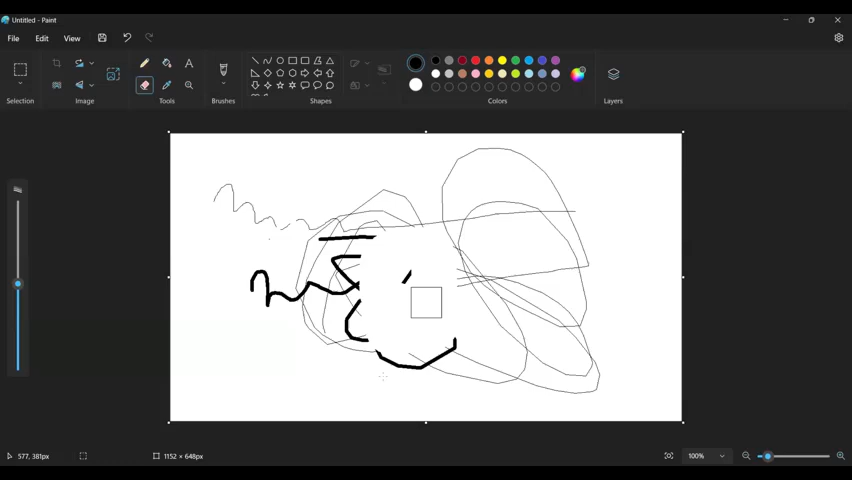 Untitled - Paint
File Edit View
Selection Image Tools Brushes Shapes Colors Layers
577, 381px 1152 × 648px 100%